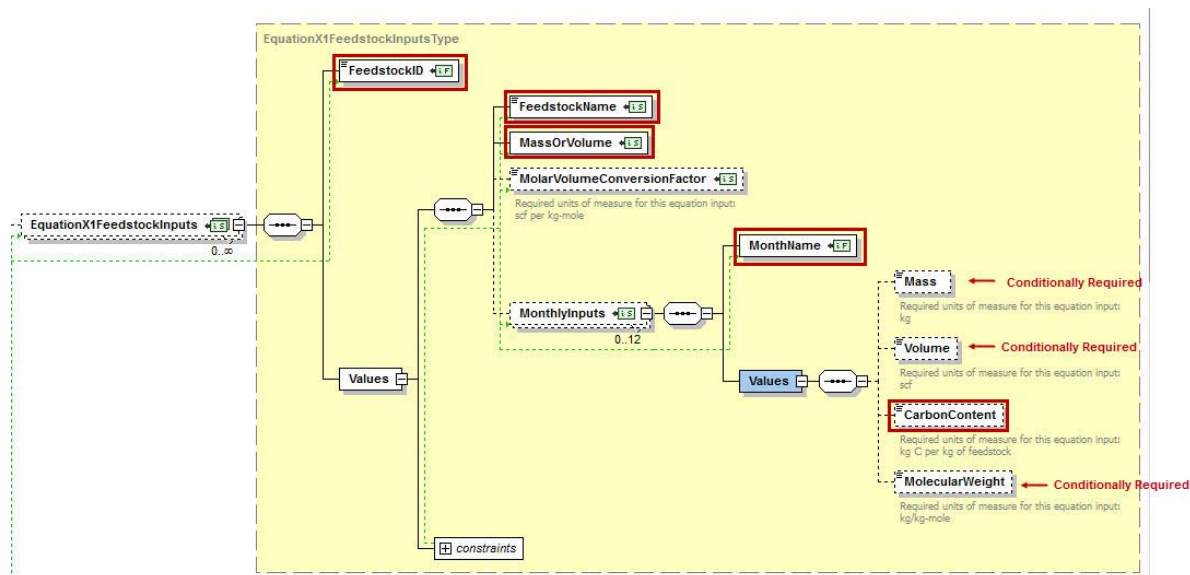 EquationX1FeedstockInputsType
FeedstockID
FeedstockName
MassOrVolume
MolarVolumeConversionFactor
Required units of measure for this equation input:
scf per kg-mole
EquationX1FeedstockInputs
0..∞
MonthName
Mass
Conditionally Required
Required units of measure for this equation input:
kg
MonthlyInputs
0..12
Volume
Conditionally Required
Required units of measure for this equation input:
scf
Values
Values
CarbonContent
Required units of measure for this equation input:
kg C per kg of feedstock
MolecularWeight
Conditionally Required
Required units of measure for this equation input:
kg/kg-mole
constraints